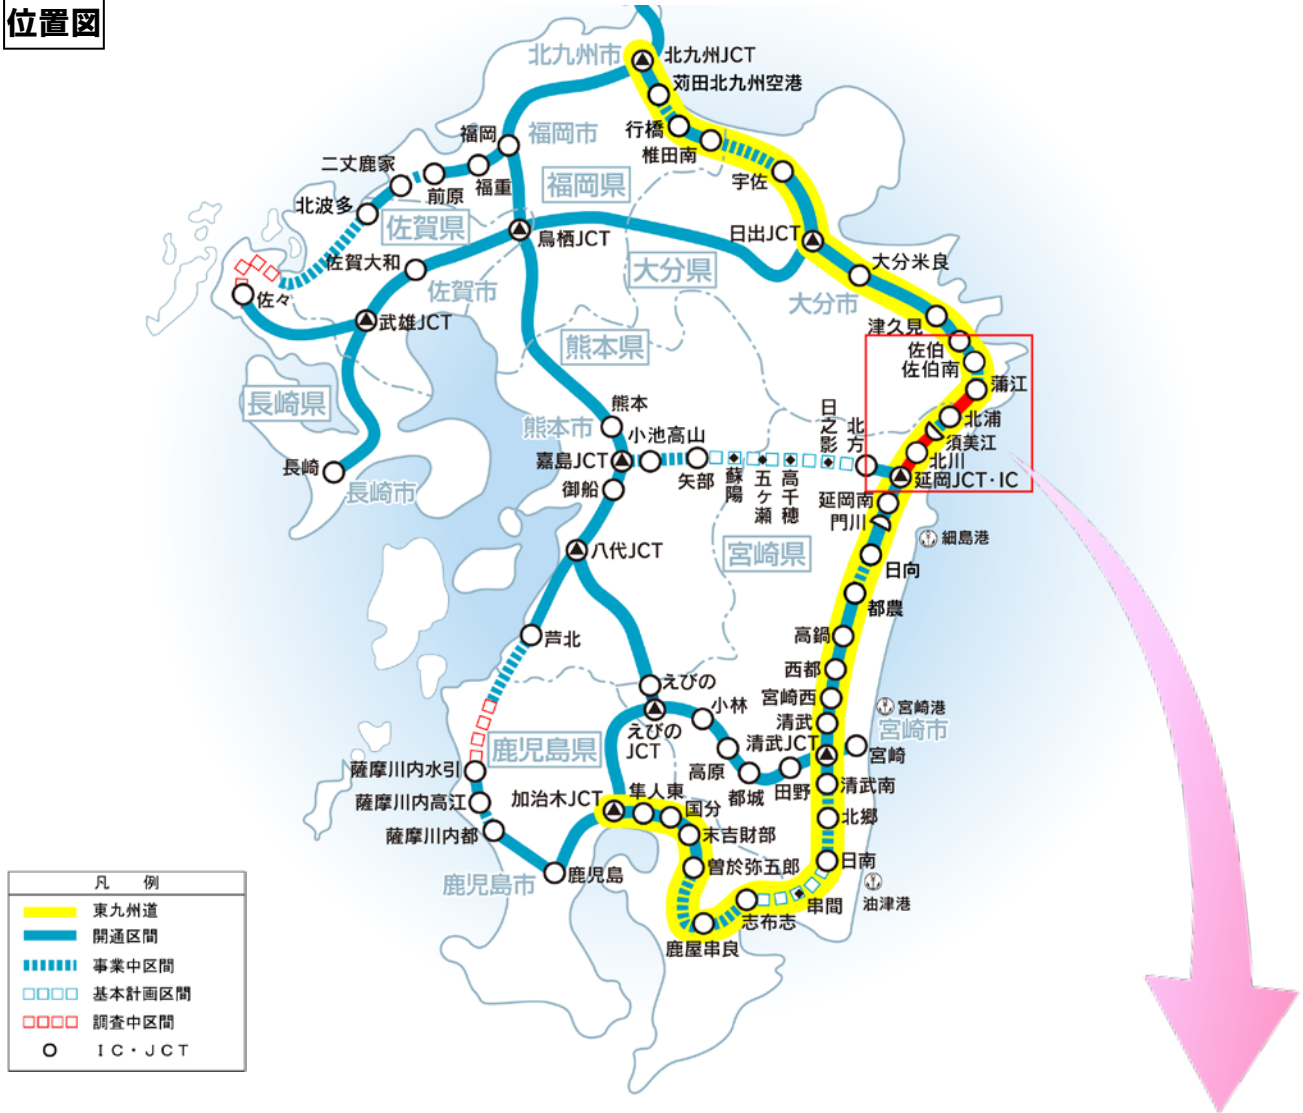 位置図
北九州市
北九州JCT
苅田北九州空港
行橋
椎田南
宇佐
福岡
福岡市
二丈鹿家
前原
福重
福岡県
北波多
佐賀県
鳥栖JCT
日出JCT
佐賀大和
佐賀市
大分県
大分米良
大分市
佐々
武雄JCT
津久見
佐伯
佐伯南
蒲江
熊本県
長崎県
熊本
熊本市
小池高山
日之影
北方
北浦
須美江
北川
延岡JCT・IC
嘉島JCT
矢部
蘇陽
五ヶ瀬
高千穂
長崎
長崎市
御船
延岡南
門川
細島港
八代JCT
宮崎県
日向
都農
芦北
高鍋
西都
えびの
宮崎西
小林
宮崎港
宮崎市
清武
えびの
JCT
清武JCT
宮崎
鹿児島県
高原
都城
田野
清武南
薩摩川内水引
加治木JCT
隼人東
国分
薩摩川内高江
北郷
末吉財部
薩摩川内都
曽於弥五郎
日南
鹿児島
鹿児島市
油津港
串間
志布志
鹿屋串良
凡　例
東九州道
開通区間
事業中区間
基本計画区間
調査中区間
ＩＣ・ＪＣＴ